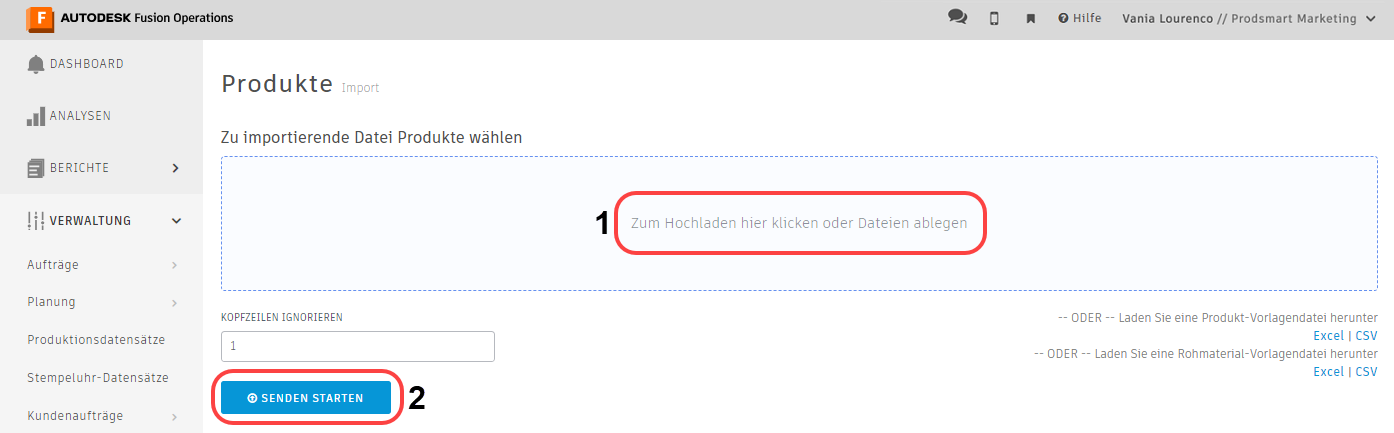 AUTODESK Fusion Operations
Hilfe
Vania Lourenco // Prodsmart Marketing
DASHBOARD
ANALYSEN
BERICHTE
VERWALTUNG
Aufträge
Planung
Produktionsdatensätze
Stempeluhr-Datensätze
Kundenaufträge
Produkte Import
Zu importierende Datei Produkte wählen
1 Zum Hochladen hier klicken oder Dateien ablegen
KOPFZEILEN IGNORIEREN
1
SENDEN STARTEN 2
-- ODER -- Laden Sie eine Produkt-Vorlagendatei herunter
Excel | CSV
-- ODER -- Laden Sie eine Rohmaterial-Vorlagendatei herunter
Excel | CSV